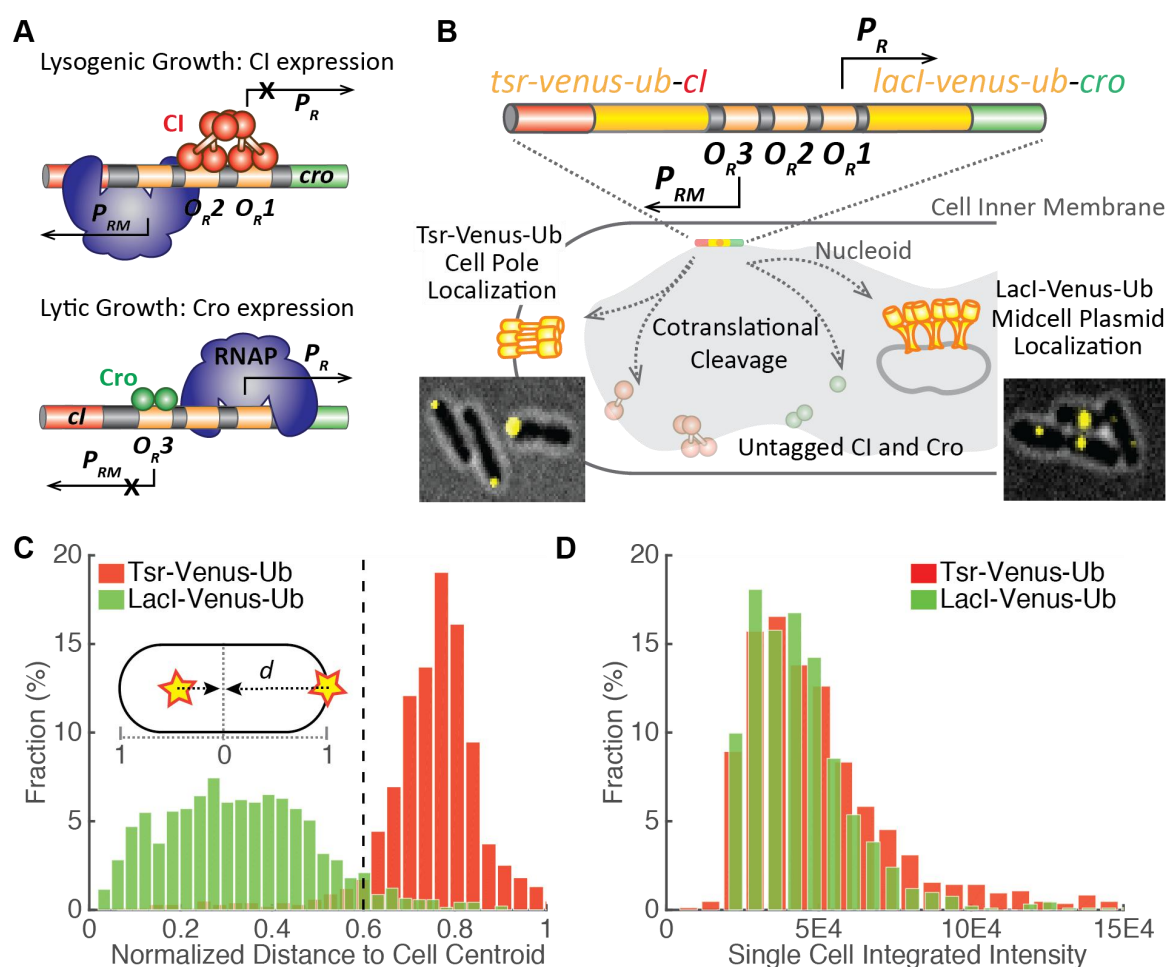 A
Lysogenic Growth: CI expression
X
P_R
CI
cro
P_RM
O_R2 O_R1
Lytic Growth: Cro expression
RNAP
P_R
Cro
cI
O_R3
P_RM
X
B
P_R
tsr-venus-ub-cI
lacI-venus-ub-cro
O_R3 O_R2 O_R1
P_RM
Cell Inner Membrane
Tsr-Venus-Ub
Cell Pole
Localization
Nucleoid
Cotranslational
Cleavage
LacI-Venus-Ub
Midcell Plasmid
Localization
Untagged CI and Cro
C
20
15
10
5
0
Fraction (%)
Tsr-Venus-Ub
LacI-Venus-Ub
d
1 0 1
0 0.2 0.4 0.6 0.8 1
Normalized Distance to Cell Centroid
D
20
15
10
5
0
Fraction (%)
Tsr-Venus-Ub
LacI-Venus-Ub
0 5E4 10E4 15E4
Single Cell Integrated Intensity